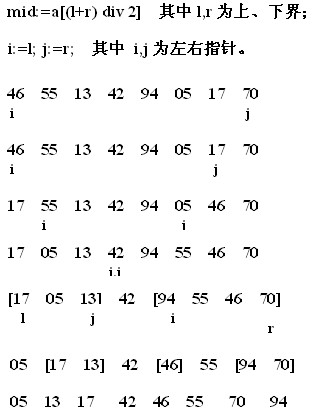 mid:=a[(l+r) div 2]   其中 l,r 为上、下界；
i:=l; j:=r;   其中 i,j 为左右指针。
46 55 13 42 94 05 17 70
i j
46 55 13 42 94 05 17 70
i j
17 55 13 42 94 05 46 70
i j
17 05 13 42 94 55 46 70
i,j
[17 05 13] 42 [94 55 46 70]
l j i r
05 [17 13] 42 [46] 55 [94 70]
05 13 17 42 46 55 70 94